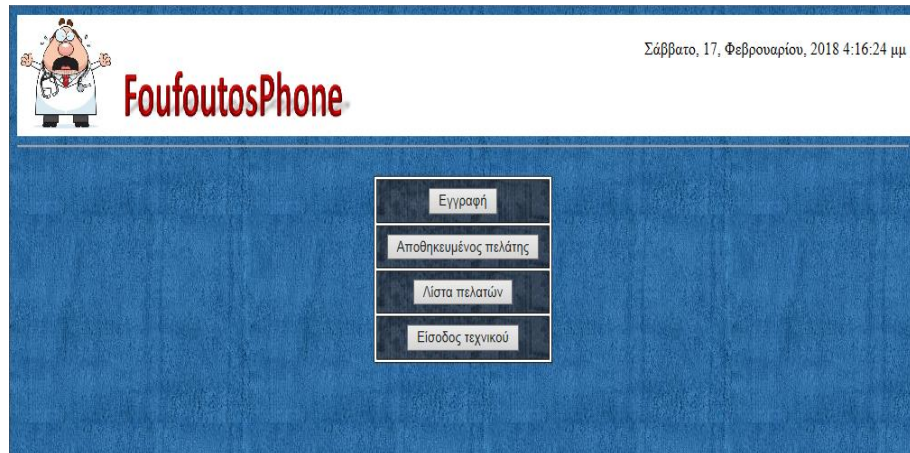 Σάββατο, 17, Φεβρουαρίου, 2018 4:16:24 μμ
FoufoutosPhone
Εγγραφή
Αποθηκευμένος πελάτης
Λίστα πελατών
Είσοδος τεχνικού